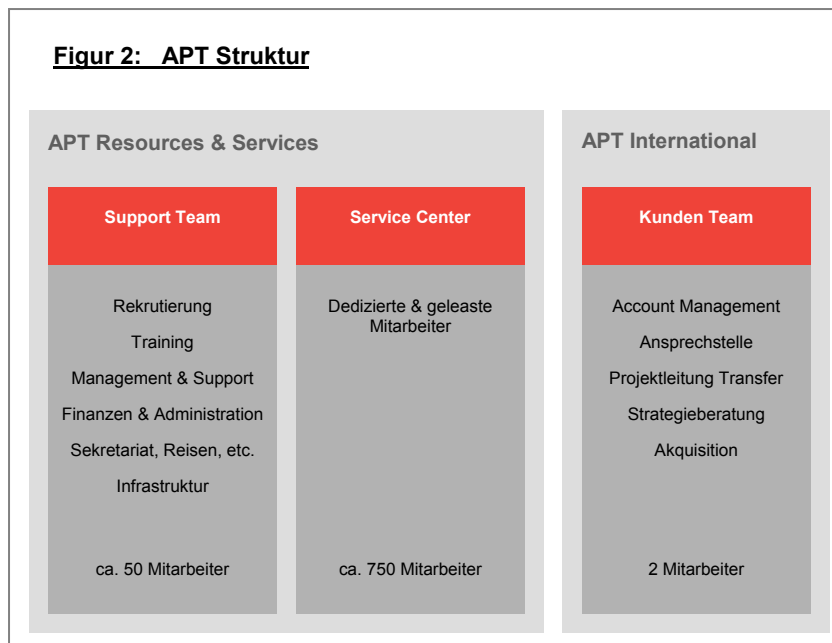 Figur 2: APT Struktur
APT Resources & Services
Support Team
Rekrutierung
Training
Management & Support
Finanzen & Administration
Sekretariat, Reisen, etc.
Infrastruktur
ca. 50 Mitarbeiter
Service Center
Dedizierte & geleaste
Mitarbeiter
ca. 750 Mitarbeiter
APT International
Kunden Team
Account Management
Ansprechstelle
Projektleitung Transfer
Strategieberatung
Akquisition
2 Mitarbeiter